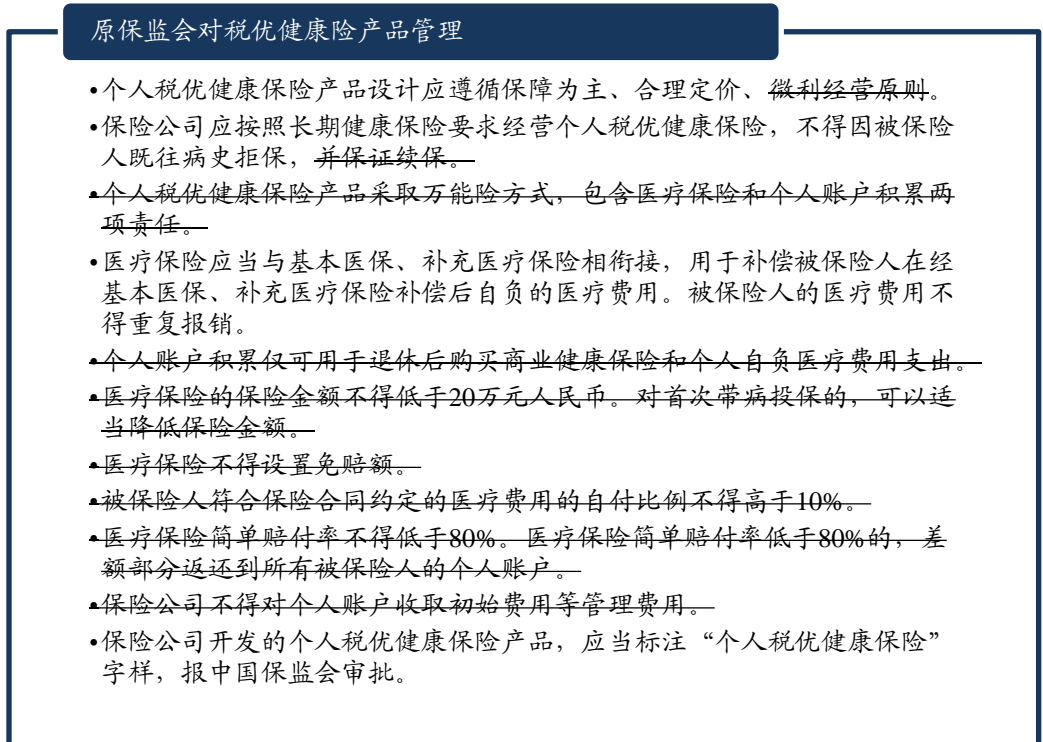 原保监会对税优健康险产品管理
•个人税优健康保险产品设计应遵循保障为主、合理定价、微利经营原则。
•保险公司应按照长期健康保险要求经营个人税优健康保险，不得因被保险
人既往病史拒保，并保证续保。
•个人税优健康保险产品采取万能险方式，包含医疗保险和个人账户积累两
项责任。
•医疗保险应当与基本医保、补充医疗保险相衔接，用于补偿被保险人在经
基本医保、补充医疗保险补偿后自负的医疗费用。被保险人的医疗费用不
得重复报销。
•个人账户积累仅可用于退休后购买商业健康保险和个人自负医疗费用支出。
•医疗保险的保险金额不得低于20万元人民币。对首次带病投保的，可以适
当降低保险金额。
•医疗保险不得设置免赔额。
•被保险人符合保险合同约定的医疗费用的自付比例不得高于10%。
•医疗保险简单赔付率不得低于80%。医疗保险简单赔付率低于80%的，差
额部分返还到所有被保险人的个人账户。
•保险公司不得对个人账户收取初始费用等管理费用。
•保险公司开发的个人税优健康保险产品，应当标注“个人税优健康保险”
字样，报中国保监会审批。